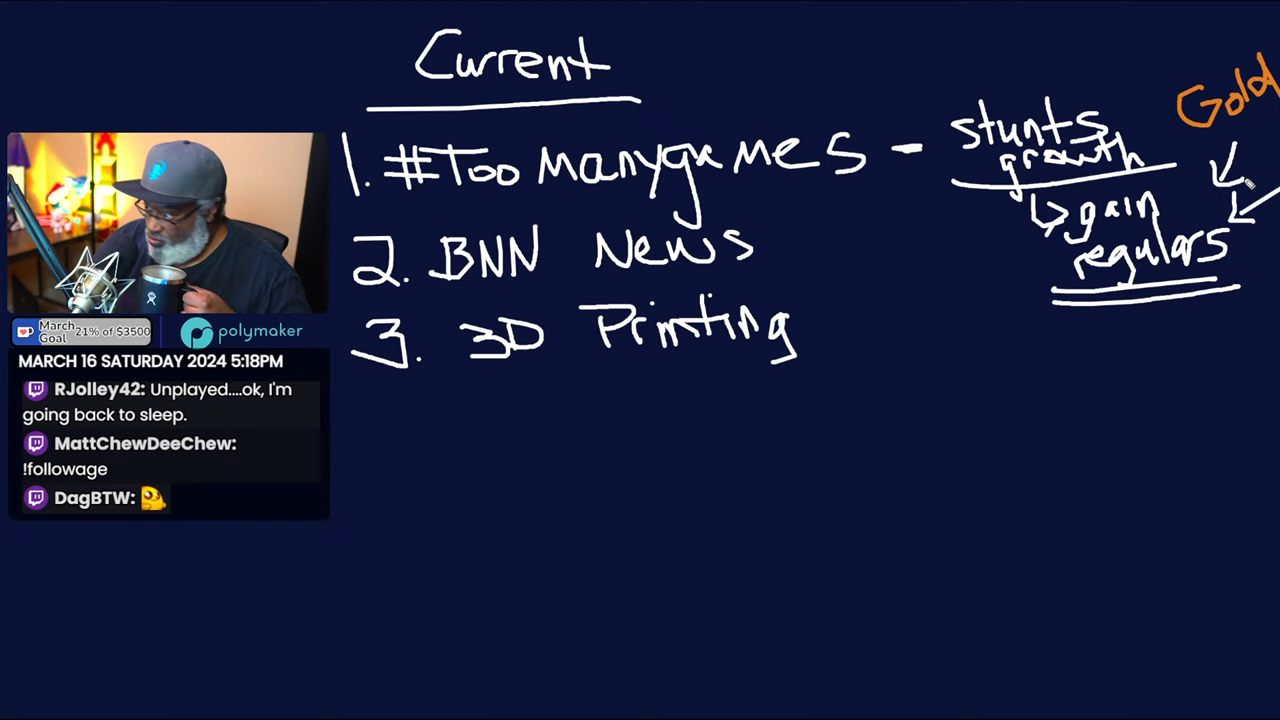 Current
1. #Toomanygames - stunts growth
↳ gain regulars
Gold
2. BNN News
3. 3D Printing
March Goal 21% of $3500
polymaker
MARCH 16 SATURDAY 2024 5:18PM
RJolley42: Unplayed....ok, I'm
going back to sleep.
MattChewDeeChew:
!followage
DagBTW: